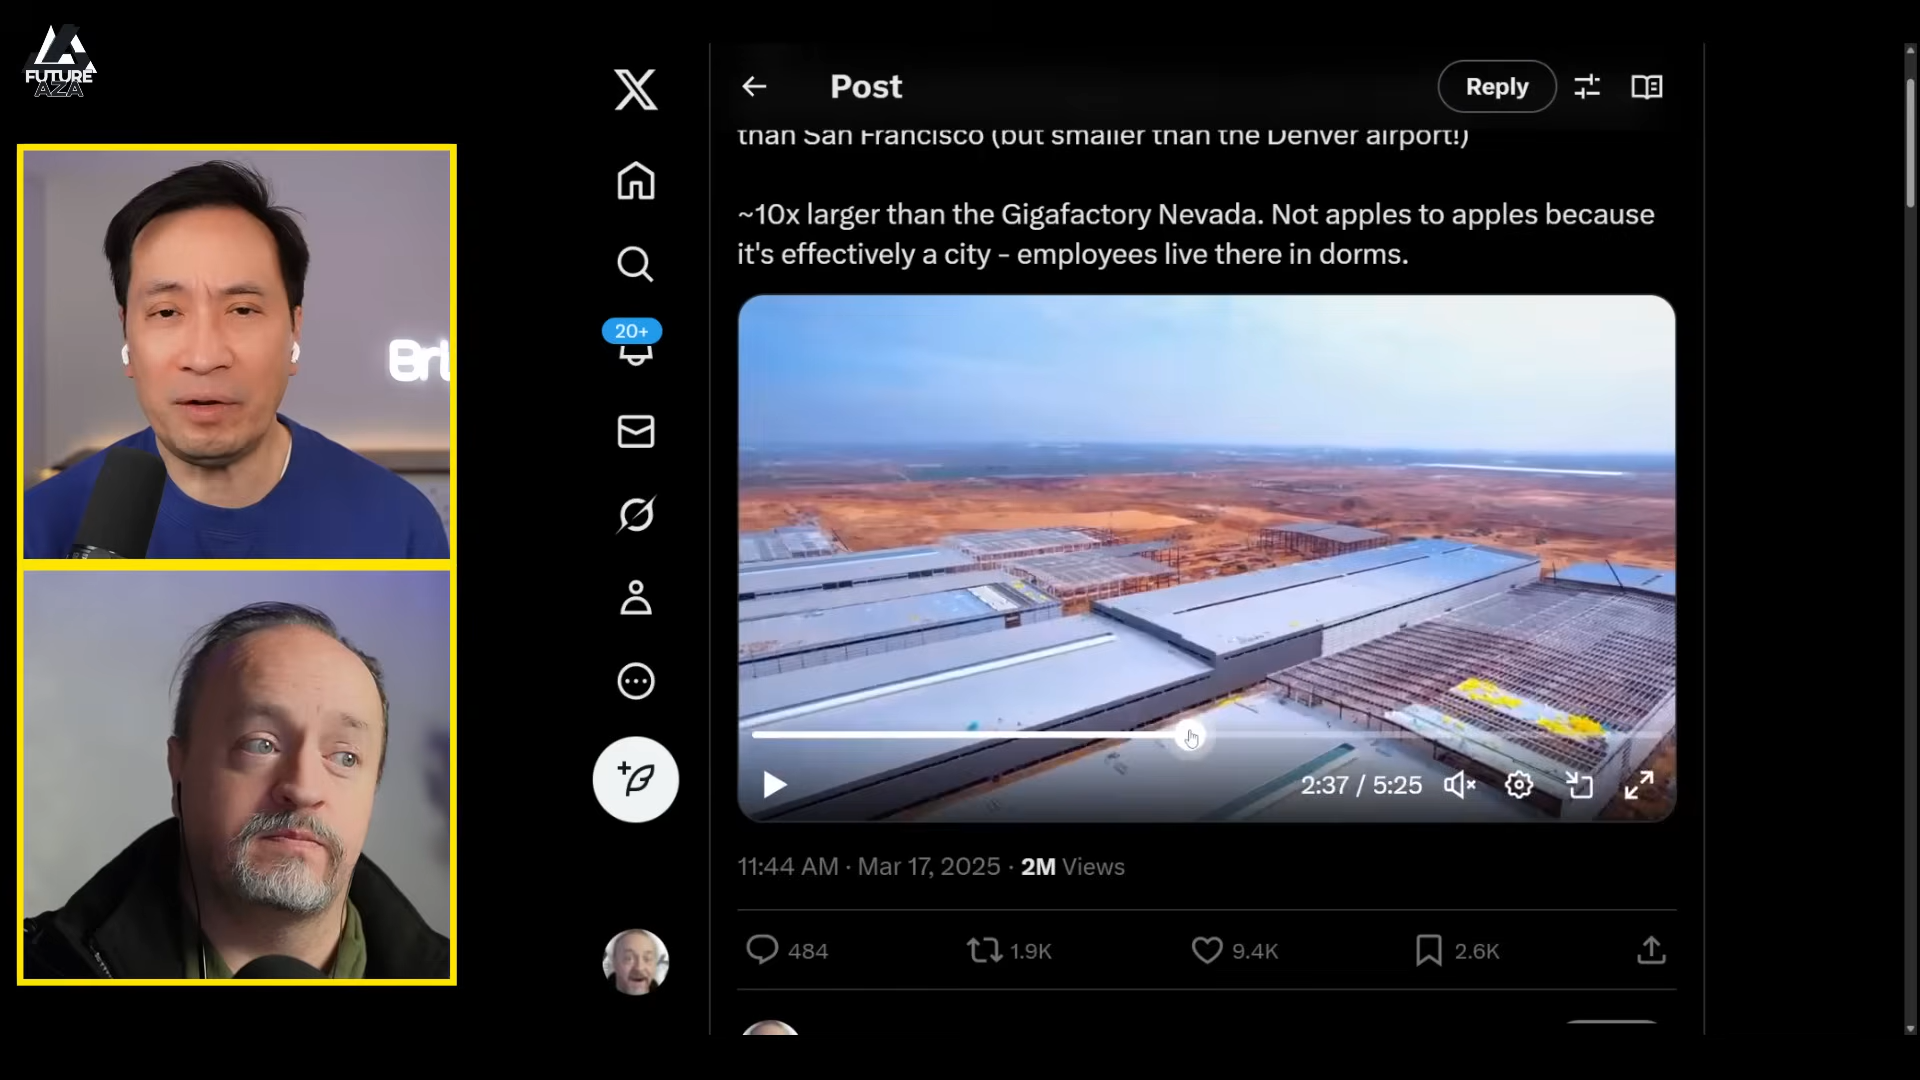 FUTURE
AZA
Post
Reply
than San Francisco (but smaller than the Denver airport!)
~10x larger than the Gigafactory Nevada. Not apples to apples because
it's effectively a city - employees live there in dorms.
20+
2:37 / 5:25
11:44 AM · Mar 17, 2025 · 2M Views
484
1.9K
9.4K
2.6K